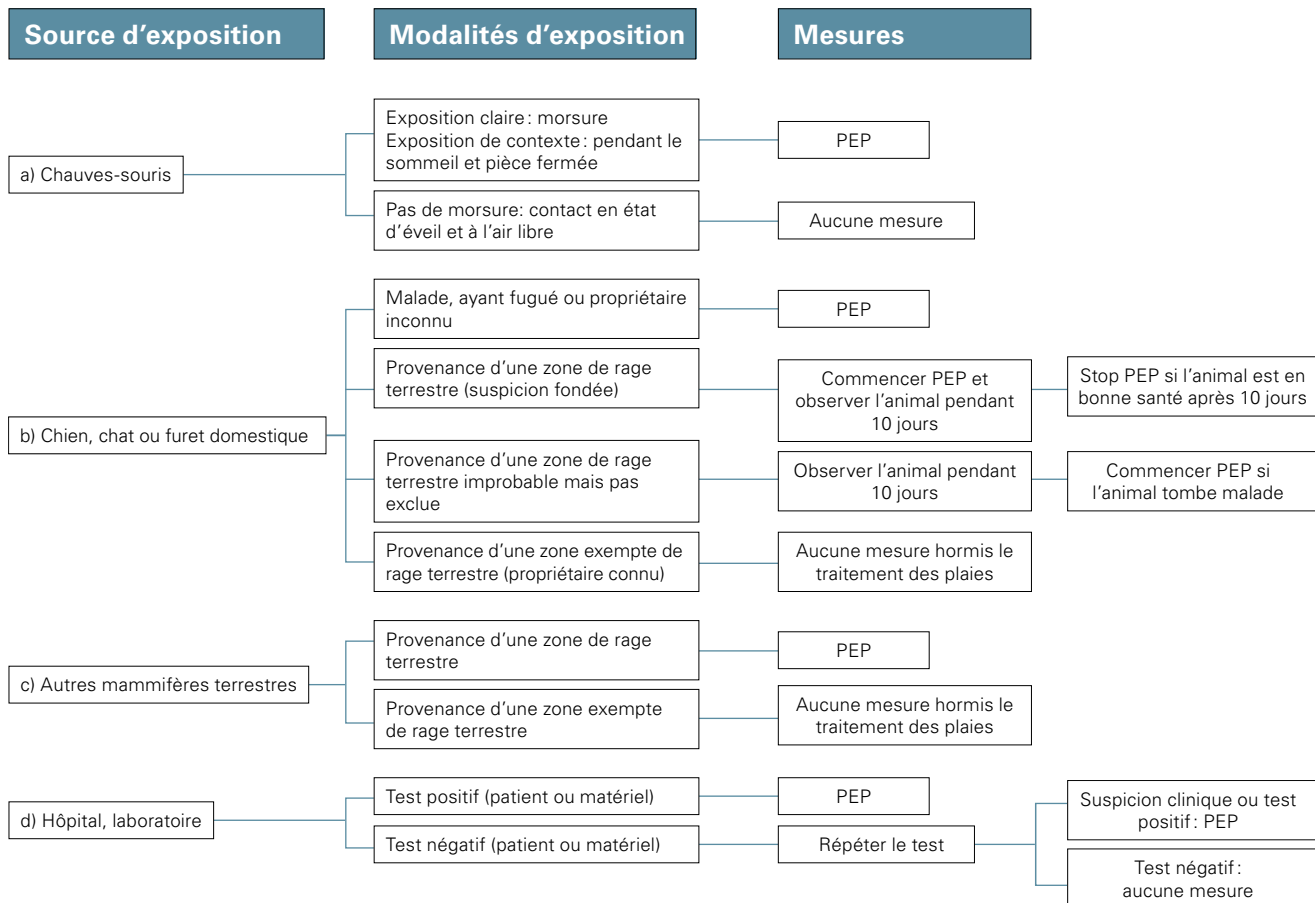 Source d'exposition
Modalités d'exposition
Mesures
a) Chauves-souris
Exposition claire : morsure
Exposition de contexte : pendant le
sommeil et pièce fermée
PEP
Pas de morsure: contact en état
d'éveil et à l'air libre
Aucune mesure
b) Chien, chat ou furet domestique
Malade, ayant fugué ou propriétaire
inconnu
PEP
Provenance d'une zone de rage
terrestre (suspicion fondée)
Commencer PEP et
observer l'animal pendant
10 jours
Stop PEP si l'animal est en
bonne santé après 10 jours
Provenance d'une zone de rage
terrestre improbable mais pas
exclue
Observer l'animal pendant
10 jours
Commencer PEP si
l'animal tombe malade
Provenance d'une zone exempte de
rage terrestre (propriétaire connu)
Aucune mesure hormis le
traitement des plaies
c) Autres mammifères terrestres
Provenance d'une zone de rage
terrestre
PEP
Provenance d'une zone exempte
de rage terrestre
Aucune mesure hormis le
traitement des plaies
d) Hôpital, laboratoire
Test positif (patient ou matériel)
PEP
Test négatif (patient ou matériel)
Répéter le test
Suspicion clinique ou test
positif : PEP
Test négatif :
aucune mesure